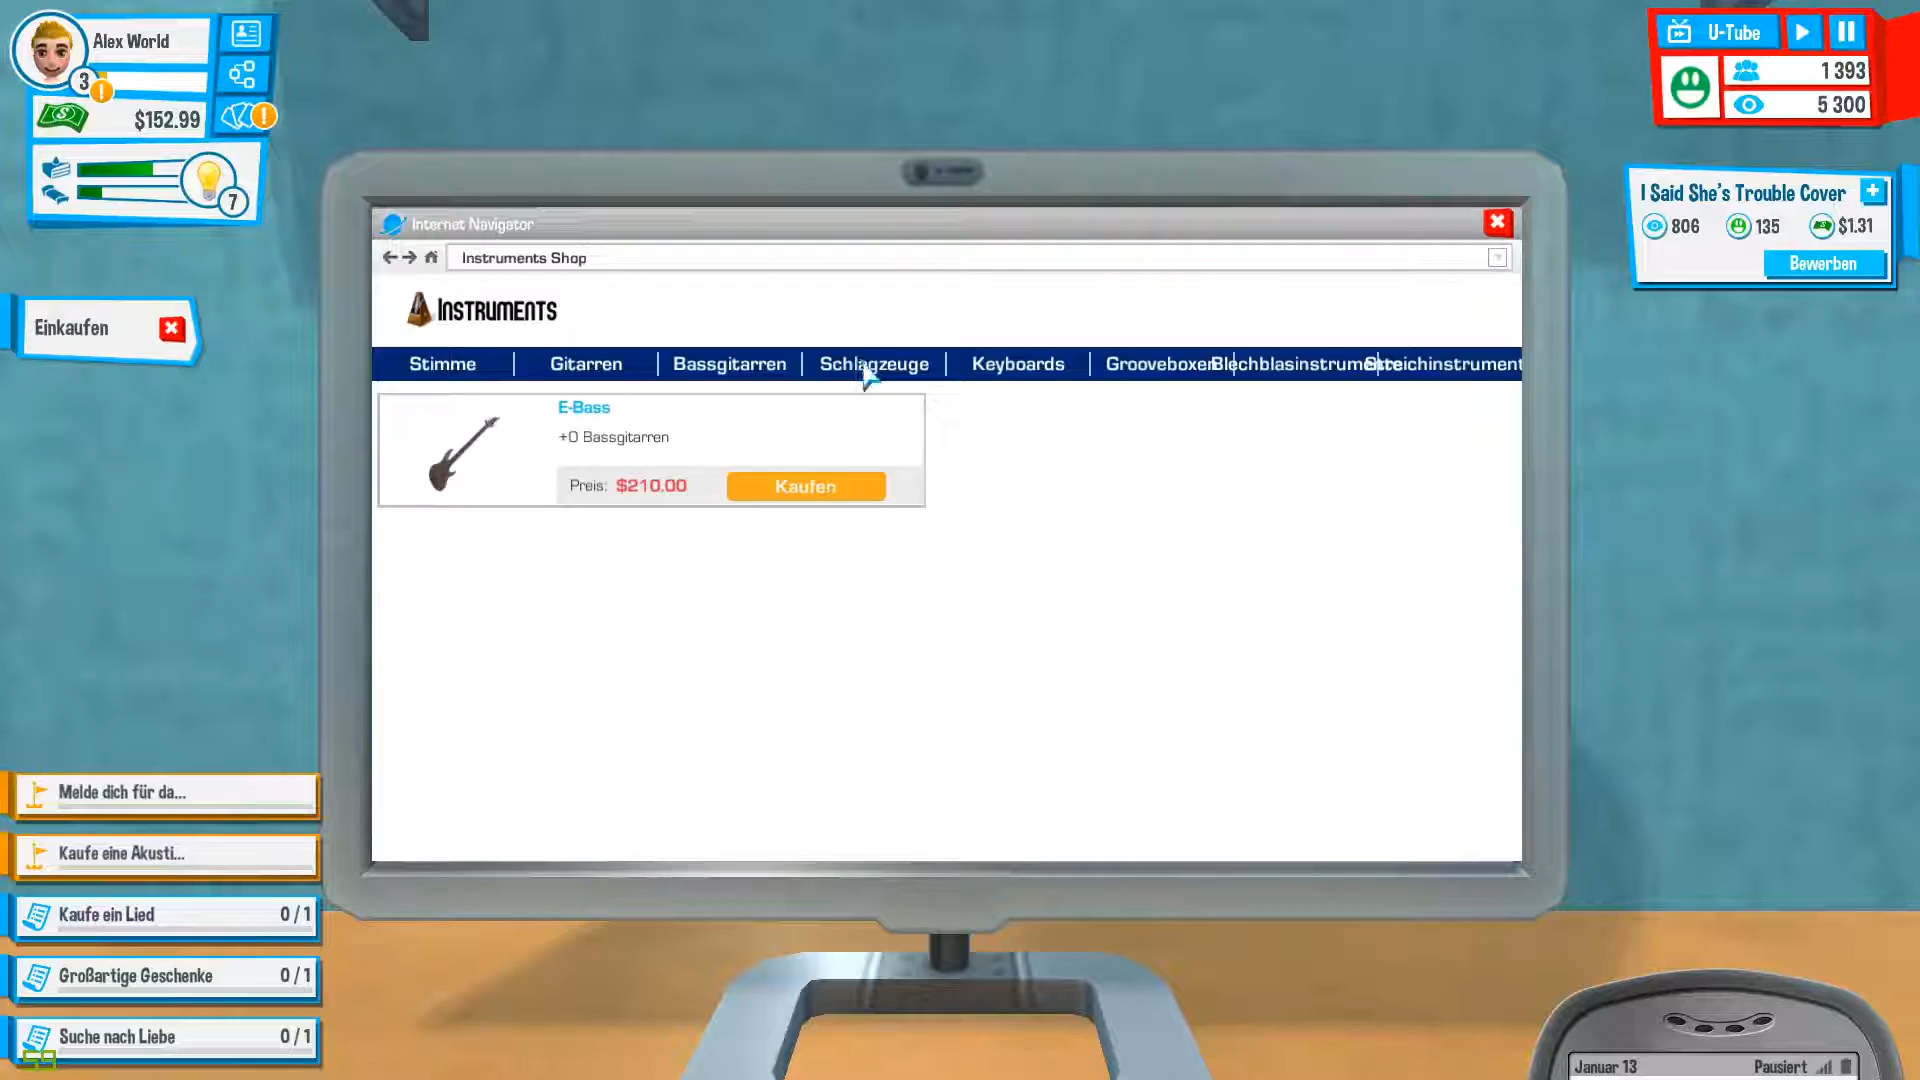 Alex World
3
$152.99
7
U-Tube
1 393
5 300
I Said She's Trouble Cover
806
135
$1.31
Bewerben
Einkaufen
Internet Navigator
Instruments Shop
INSTRUMENTS
Stimme
Gitarren
Bassgitarren
Schlagzeuge
Keyboards
Grooveboxen
Blechblasinstrumente
Streichinstrument
E-Bass
+0 Bassgitarren
Preis: $210.00
Kaufen
Melde dich für da...
Kaufe eine Akusti...
Kaufe ein Lied 0/1
Großartige Geschenke 0/1
Suche nach Liebe 0/1
59
Januar 13
Pausiert